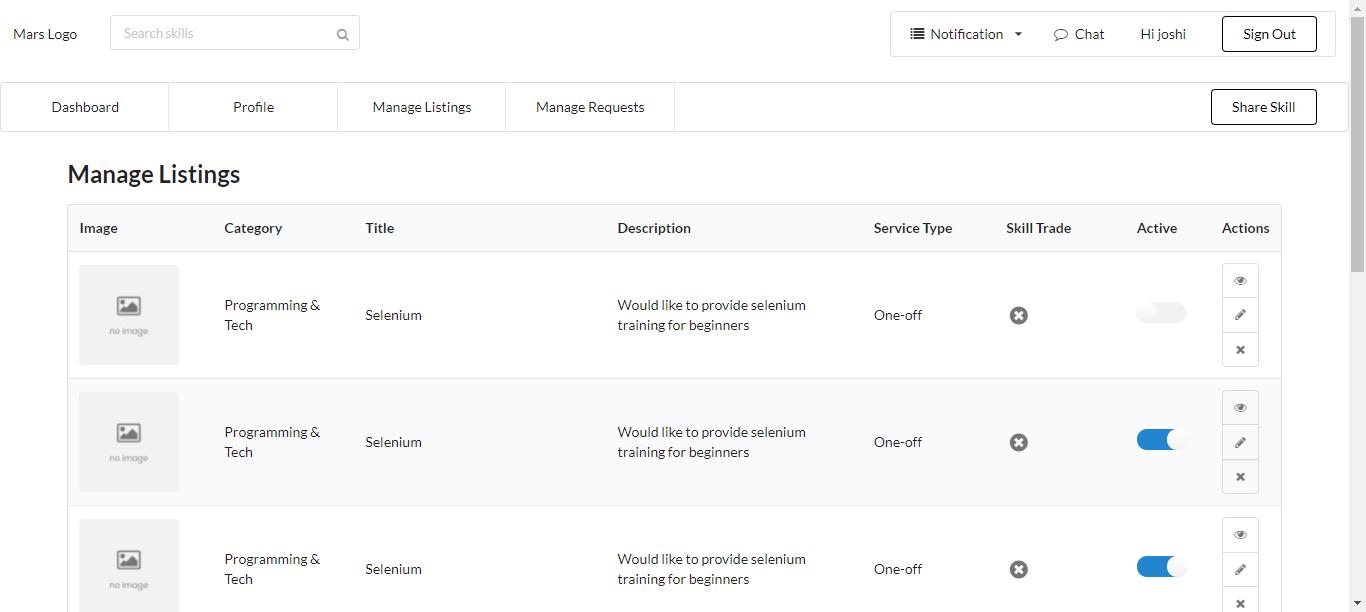 Mars Logo
Search skills
Notification
Chat
Hi joshi
Sign Out
Dashboard
Profile
Manage Listings
Manage Requests
Share Skill
Manage Listings
Image
Category
Title
Description
Service Type
Skill Trade
Active
Actions
no image
Programming &
Tech
Selenium
Would like to provide selenium
training for beginners
One-off
no image
Programming &
Tech
Selenium
Would like to provide selenium
training for beginners
One-off
no image
Programming &
Tech
Selenium
Would like to provide selenium
training for beginners
One-off